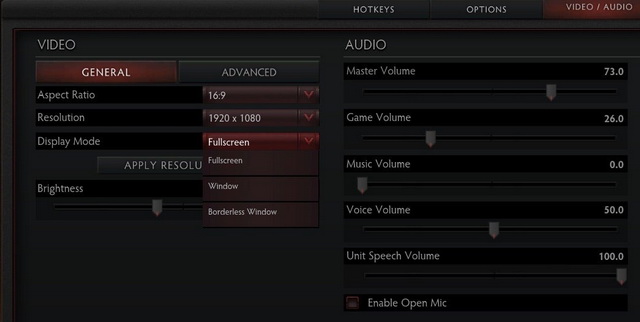 HOTKEYS
OPTIONS
VIDEO / AUDIO
VIDEO
GENERAL
ADVANCED
Aspect Ratio
16:9
Resolution
1920 x 1080
Display Mode
Fullscreen
Fullscreen
Window
Borderless Window
APPLY RESOLU
Brightness
AUDIO
Master Volume
73.0
Game Volume
26.0
Music Volume
0.0
Voice Volume
50.0
Unit Speech Volume
100.0
Enable Open Mic